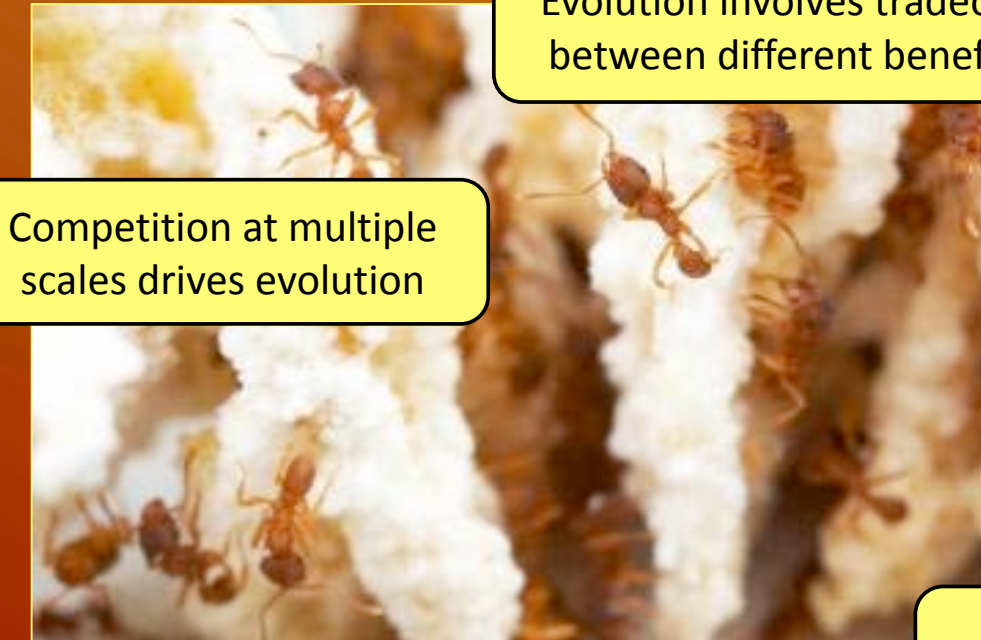 Evolution involves
between different
Competition at multiple
scales drives evolution